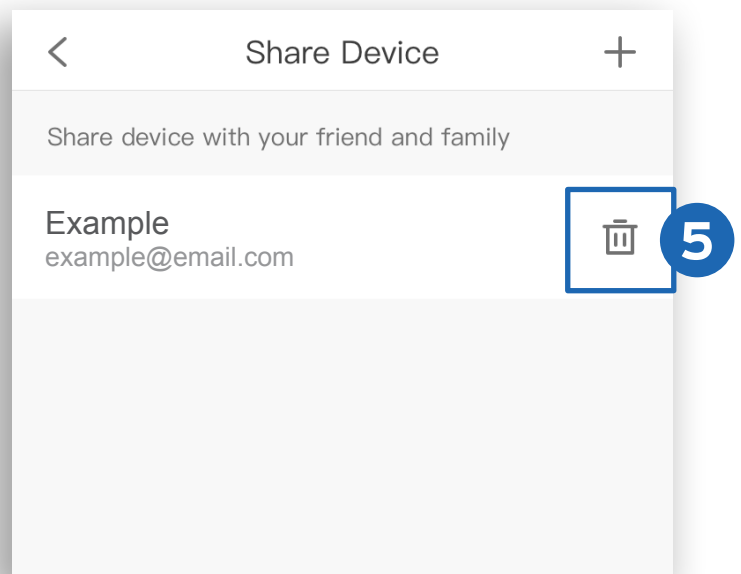 Share Device
Share device with your friend and family
Example
5
example@email.com